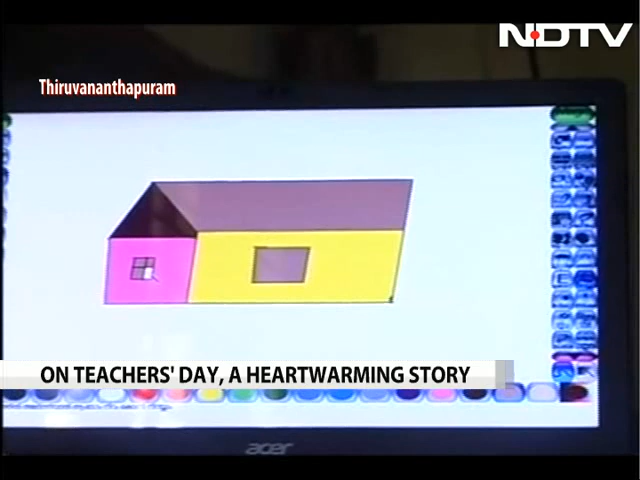 NDTV
Thiruvananthapuram
ON TEACHERS' DAY, A HEARTWARMING STORY
acer